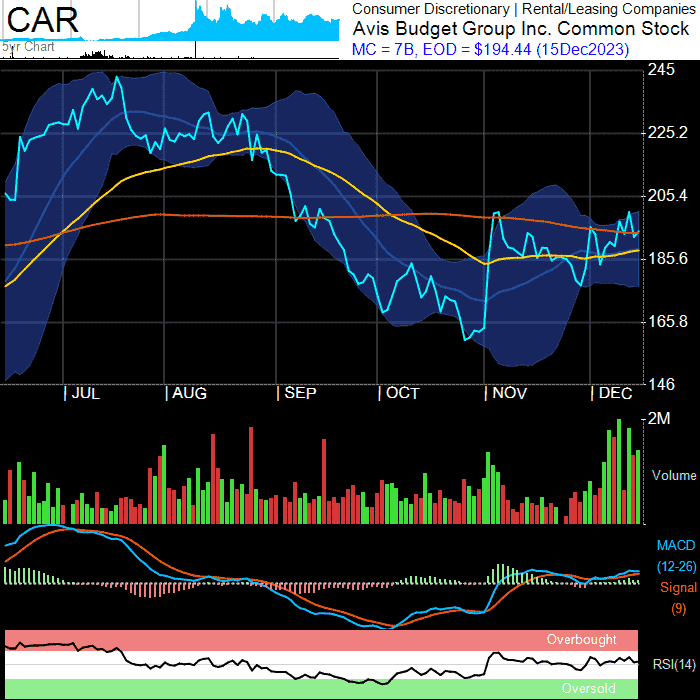 CAR
5yr Chart
Consumer Discretionary | Rental/Leasing Companies
Avis Budget Group Inc. Common Stock
MC = 7B, EOD = $194.44 (15Dec2023)
245
225.2
205.4
185.6
165.8
146
| JUL | AUG | SEP | OCT | NOV | DEC
2M
Volume
MACD
(12-26)
Signal
(9)
Overbought
RSI(14)
Oversold